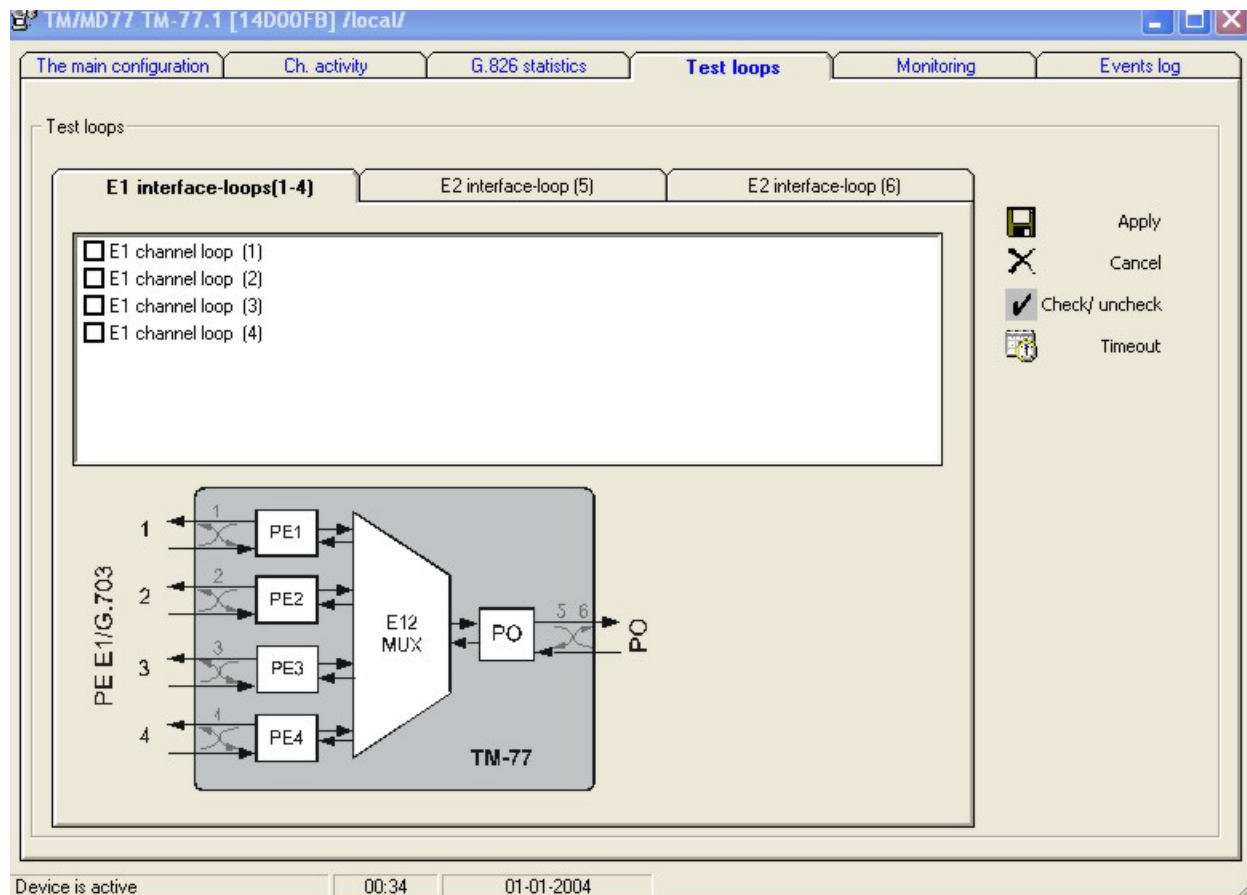 TM/MD77 TM-77.1 [14D00FB] /local/
The main configuration Ch. activity G.826 statistics Test loops Monitoring Events log
Test loops
E1 interface-loops(1-4) E2 interface-loop (5) E2 interface-loop (6)
E1 channel loop (1)
E1 channel loop (2)
E1 channel loop (3)
E1 channel loop (4)
Apply
Cancel
Check/ uncheck
Timeout
PE E1/G.703
1 1 PE1
2 2 PE2
3 3 PE3
4 4 PE4
E12
MUX
PO
5 6
PO
TM-77
Device is active 00:34 01-01-2004